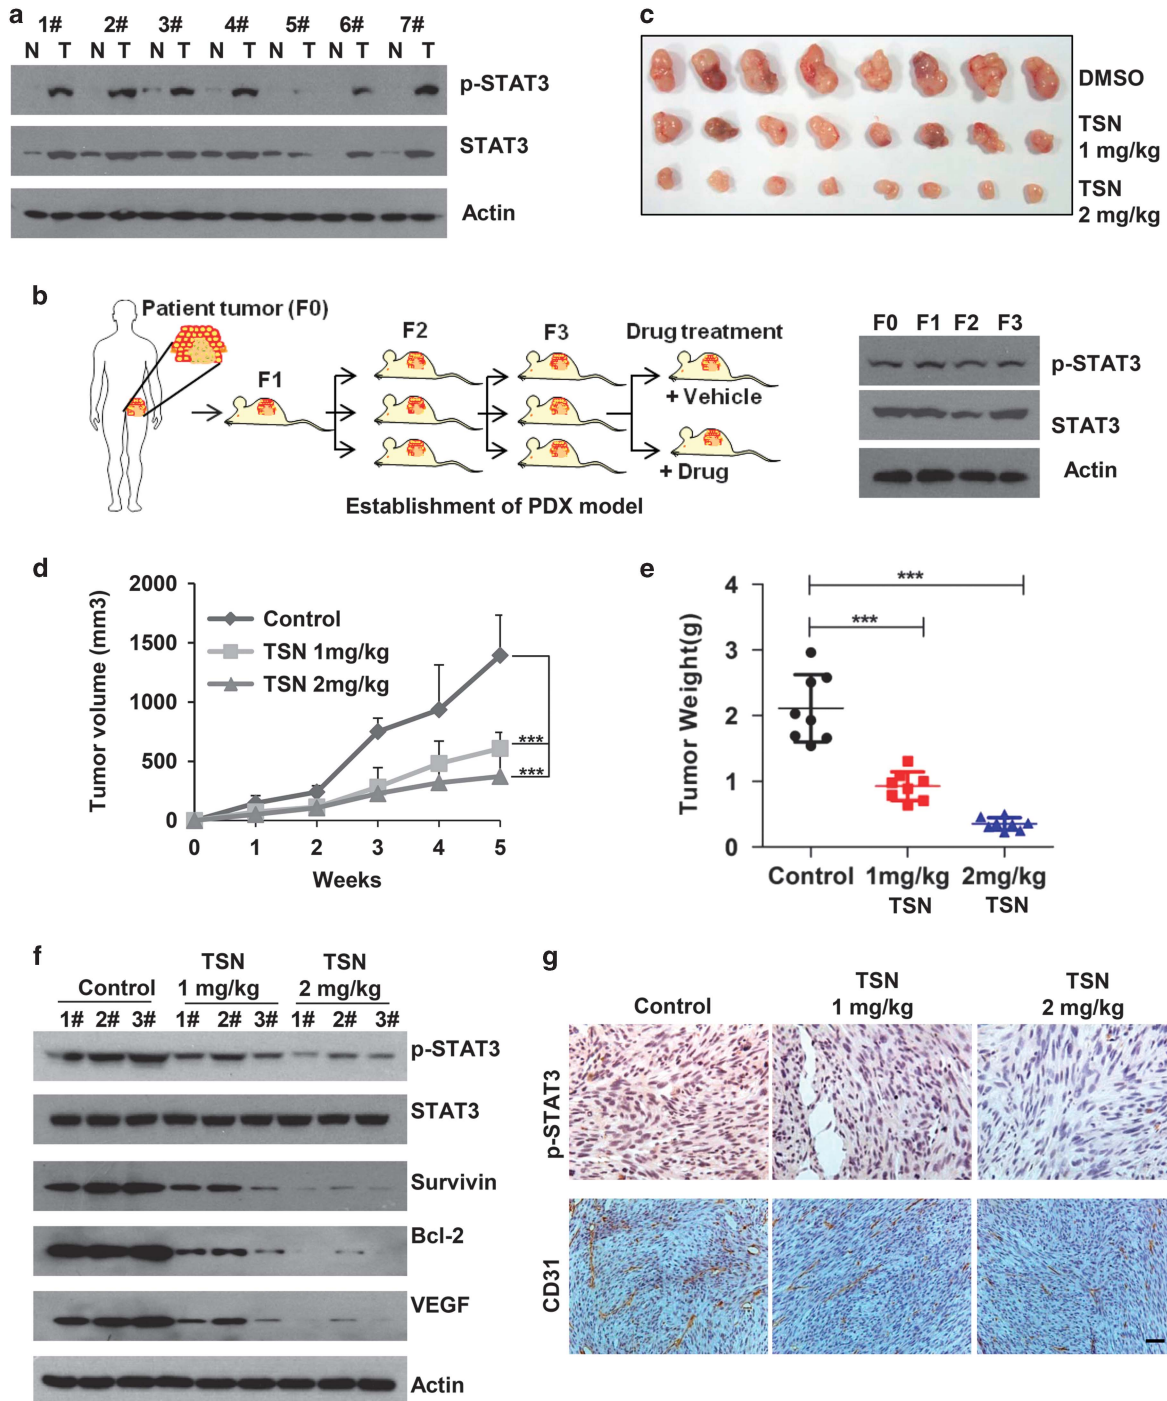 a
1# 2# 3# 4# 5# 6# 7#
N T N T N T N T N T N T N T
p-STAT3
STAT3
Actin
c
DMSO
TSN
1 mg/kg
TSN
2 mg/kg
b
Patient tumor (F0)
F1
F2
F3
Drug treatment
+ Vehicle
+ Drug
Establishment of PDX model
F0 F1 F2 F3
p-STAT3
STAT3
Actin
d
Tumor volume (mm3)
2000
1500
1000
500
0
Control
TSN 1mg/kg
TSN 2mg/kg
***
***
0 1 2 3 4 5
Weeks
e
Tumor Weight(g)
4
3
2
1
0
***
***
Control 1mg/kg 2mg/kg
TSN TSN
f
Control
TSN
1 mg/kg
TSN
2 mg/kg
1# 2# 3# 1# 2# 3# 1# 2# 3#
p-STAT3
STAT3
Survivin
Bcl-2
VEGF
Actin
g
Control
TSN
1 mg/kg
TSN
2 mg/kg
p-STAT3
CD31